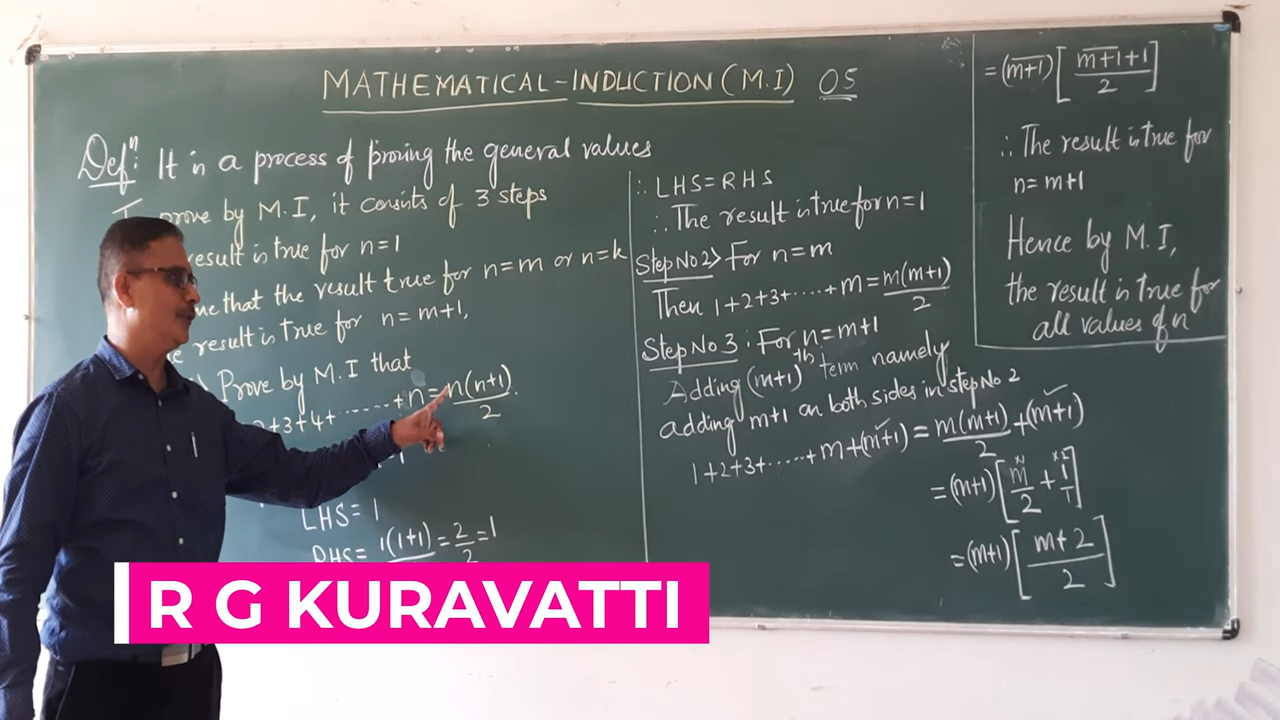 MATHEMATICAL-INDUCTION (M.I) 05
Defⁿ: It is a process of proving the general values
prove by M.I, it consists of 3 steps
result is true for n=1
that the result true for n=m or n=k
result is true for n=m+1,
Prove by M.I that
+3+4+ ...... +n = n(n+1)/2.
LHS = 1
RHS = 1(1+1) = 2/2 = 1
∴ LHS = RHS
∴ The result is true for n=1
Step No 2> For n=m
Then 1+2+3+ ...... +m = m(m+1)/2
Step No 3 : For n=m+1
Adding (m+1)ᵗʰ term namely
adding m+1 on both sides in step No 2
1+2+3+ ...... +m+(m+1) = m(m+1)/2 + (m+1)
= (m+1)[m/2 + 1/1]
= (m+1)[m+2/2]
= (m+1)[m+1+1/2]
∴ The result is true for
n=m+1
Hence by M.I,
the result is true for
all values of n
R G KURAVATTI